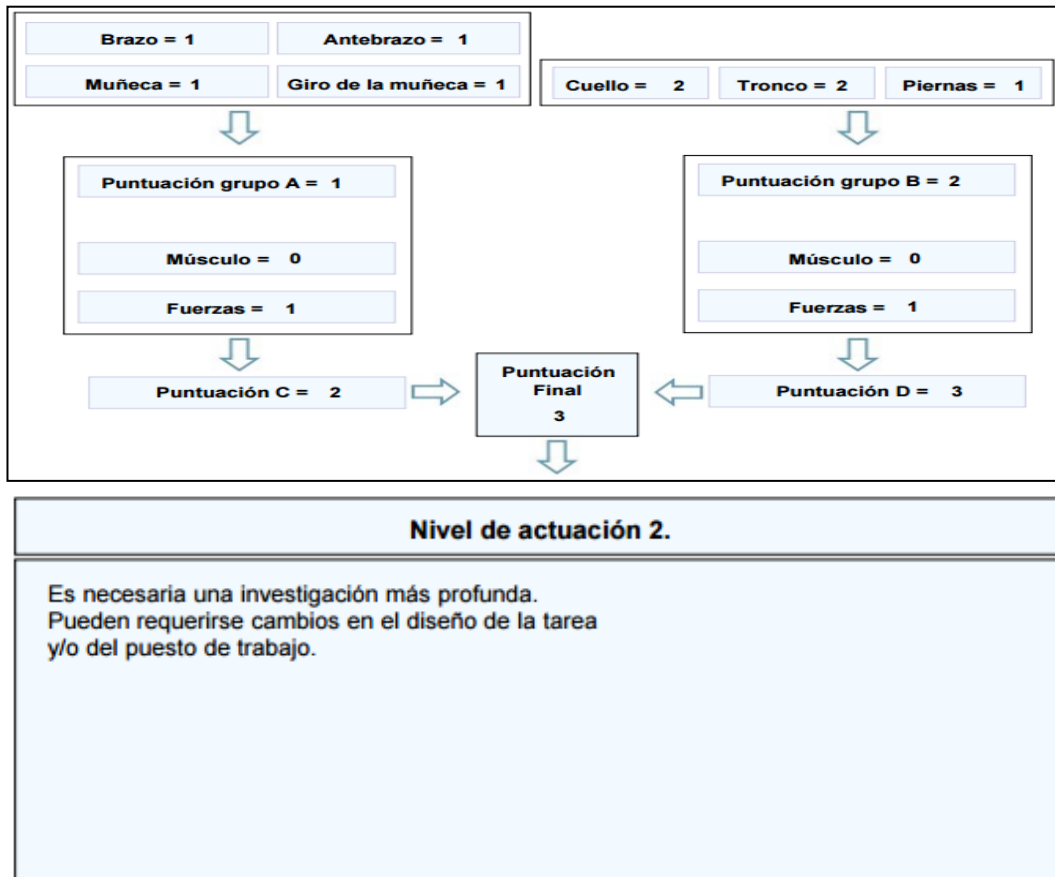 Brazo = 1
Antebrazo = 1
Muñeca = 1
Giro de la muñeca = 1
Cuello = 2
Tronco = 2
Piernas = 1
Puntuación grupo A = 1
Músculo = 0
Fuerzas = 1
Puntuación grupo B = 2
Músculo = 0
Fuerzas = 1
Puntuación C = 2
Puntuación
Final
3
Puntuación D = 3
Nivel de actuación 2.
Es necesaria una investigación más profunda.
Pueden requerirse cambios en el diseño de la tarea
y/o del puesto de trabajo.